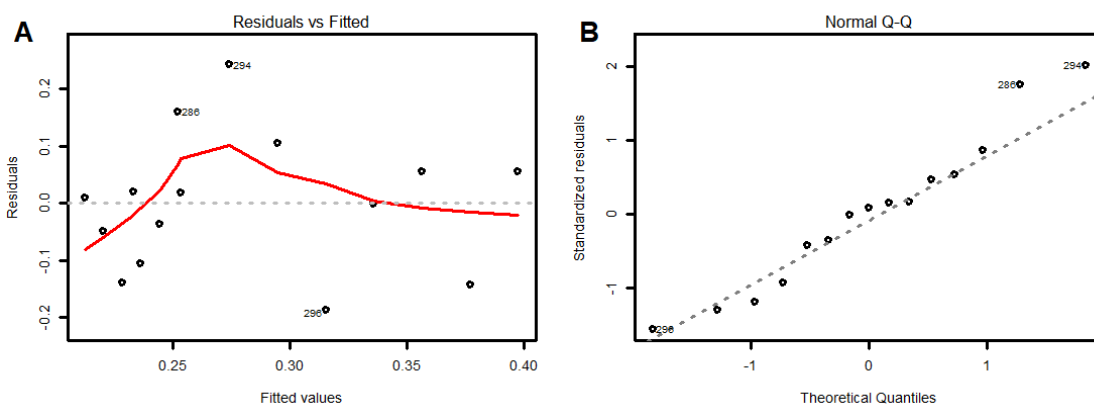 A
Residuals vs Fitted
Residuals
0.2
0.1
0.0
-0.1
-0.2
294
286
296
0.25 0.30 0.35 0.40
Fitted values
B
Normal Q-Q
Standardized residuals
2
1
0
-1
294
286
296
-1 0 1
Theoretical Quantiles